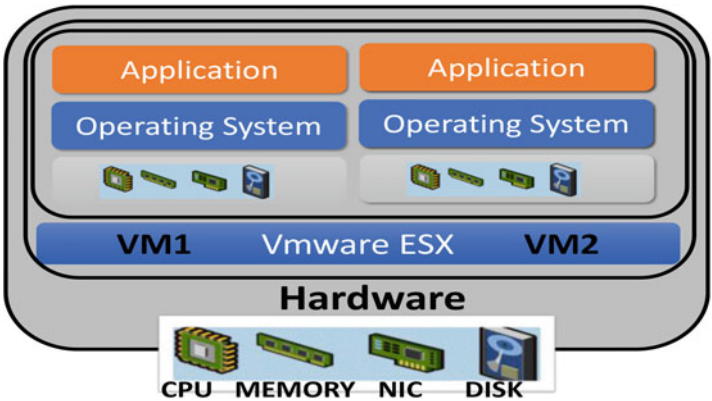 Application Application
Operating System Operating System
VM1 Vmware ESX VM2
Hardware
CPU MEMORY NIC DISK